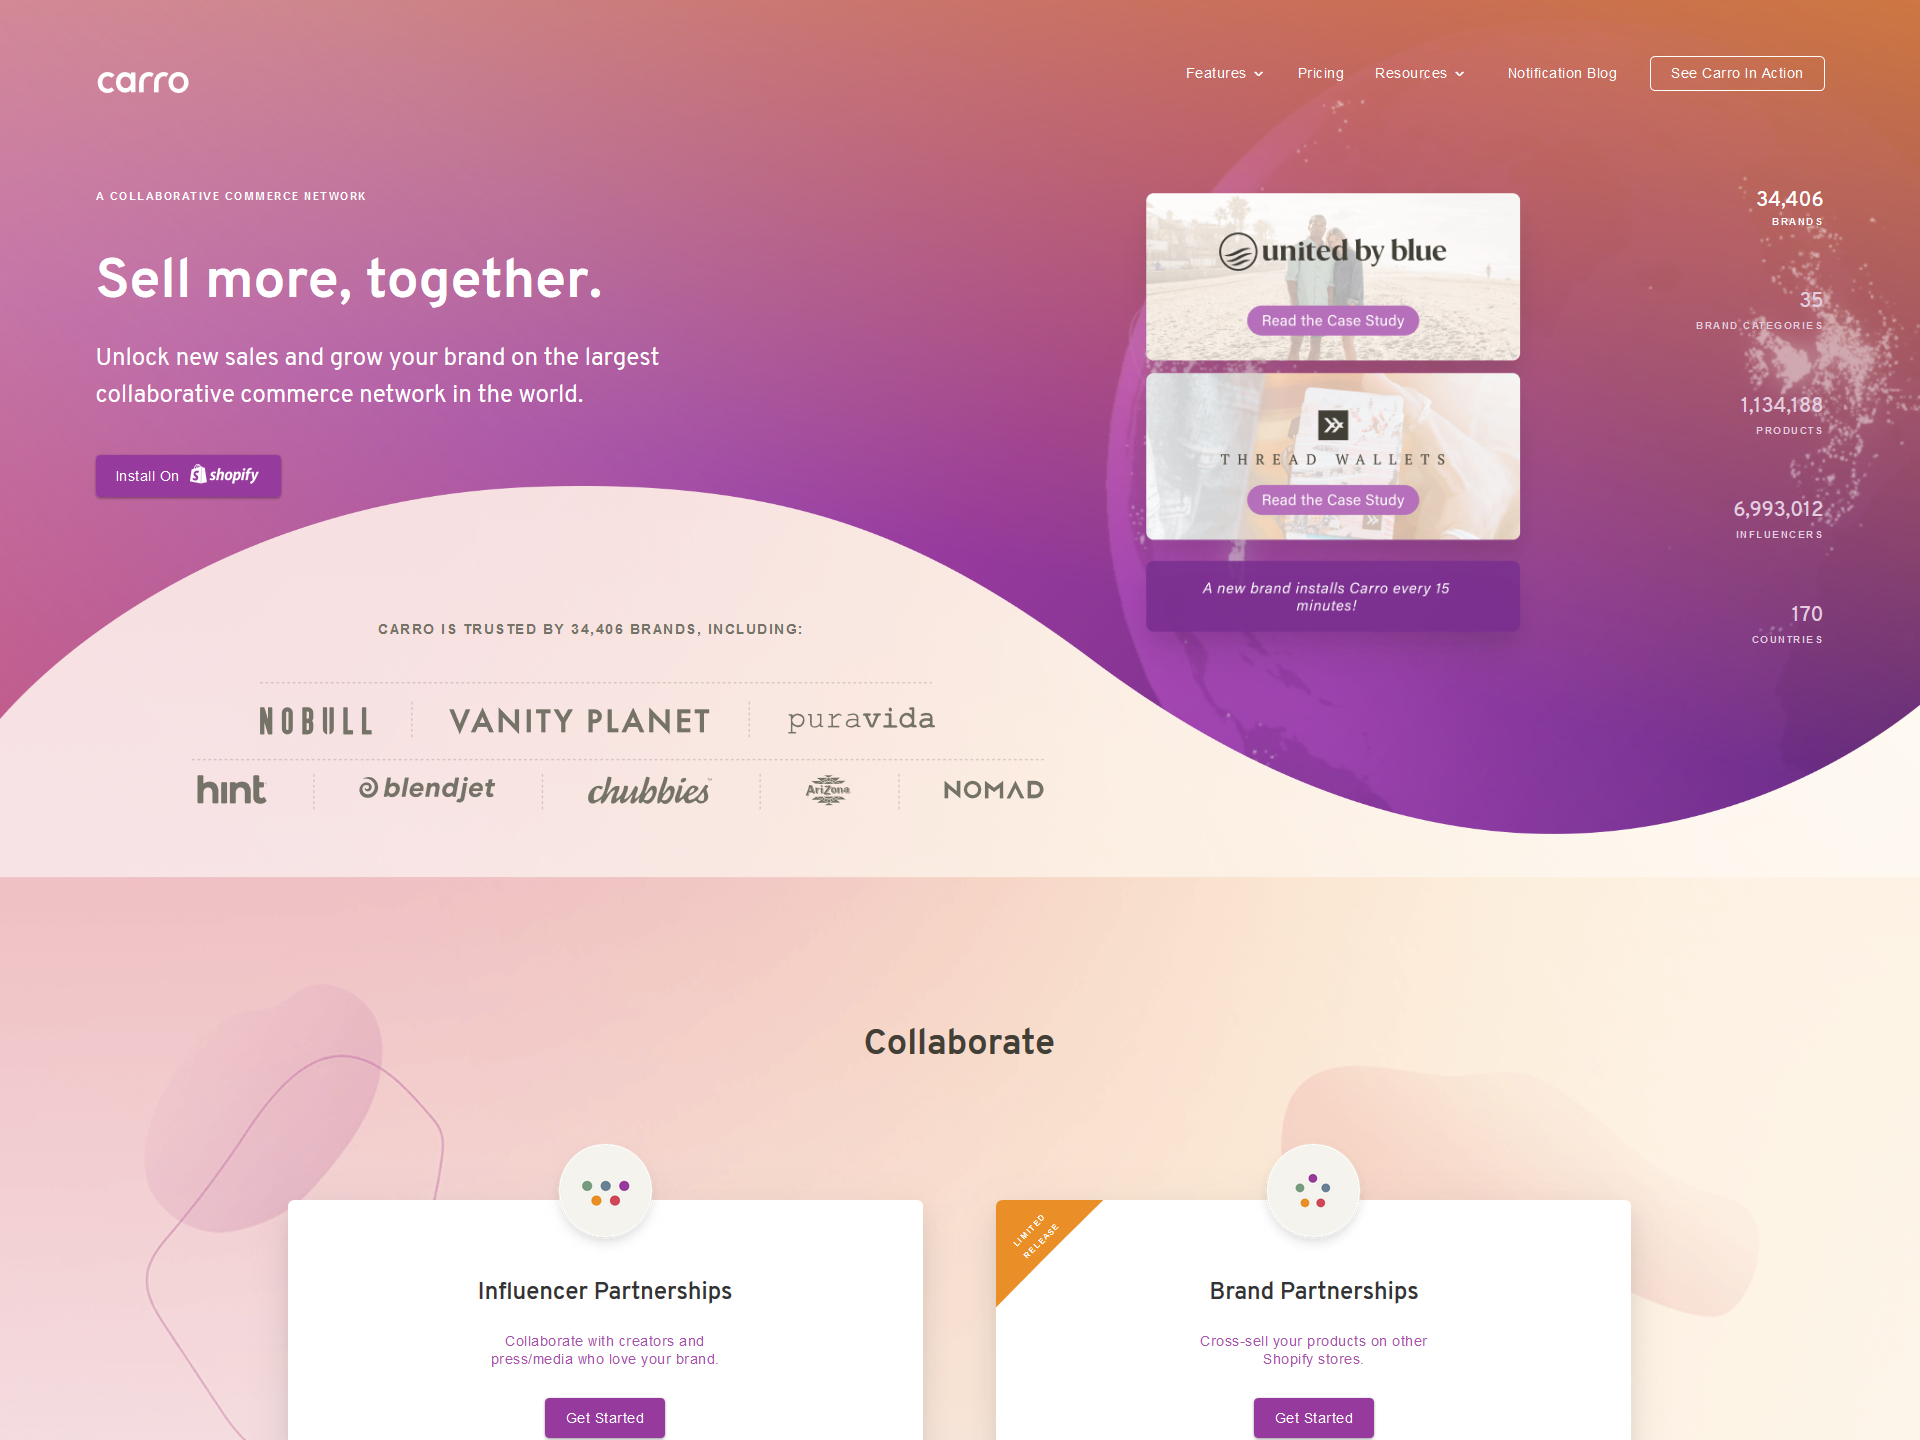 carro
Features
Pricing
Resources
Notification Blog
See Carro In Action
A COLLABORATIVE COMMERCE NETWORK
Sell more, together.
Unlock new sales and grow your brand on the largest
collaborative commerce network in the world.
Install On shopify
united by blue
Read the Case Study
THREAD WALLETS
Read the Case Study
A new brand installs Carro every 15
minutes!
34,406
BRANDS
35
BRAND CATEGORIES
1,134,188
PRODUCTS
6,993,012
INFLUENCERS
170
COUNTRIES
CARRO IS TRUSTED BY 34,406 BRANDS, INCLUDING:
NOBULL
VANITY PLANET
puravida
hint
blendjet
chubbies
AriZona
NOMAD
Collaborate
Influencer Partnerships
Collaborate with creators and
press/media who love your brand.
Get Started
LIMITED
RELEASE
Brand Partnerships
Cross-sell your products on other
Shopify stores.
Get Started